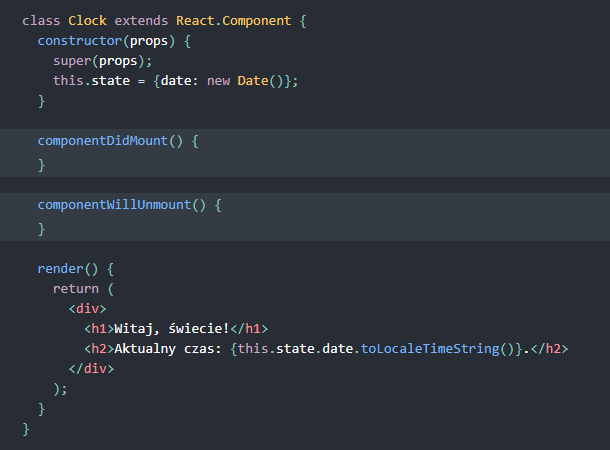 class Clock extends React.Component {
  constructor(props) {
    super(props);
    this.state = {date: new Date()};
  }

  componentDidMount() {
  }

  componentWillUnmount() {
  }

  render() {
    return (
      <div>
        <h1>Witaj, świecie!</h1>
        <h2>Aktualny czas: {this.state.date.toLocaleTimeString()}.</h2>
      </div>
    );
  }
}